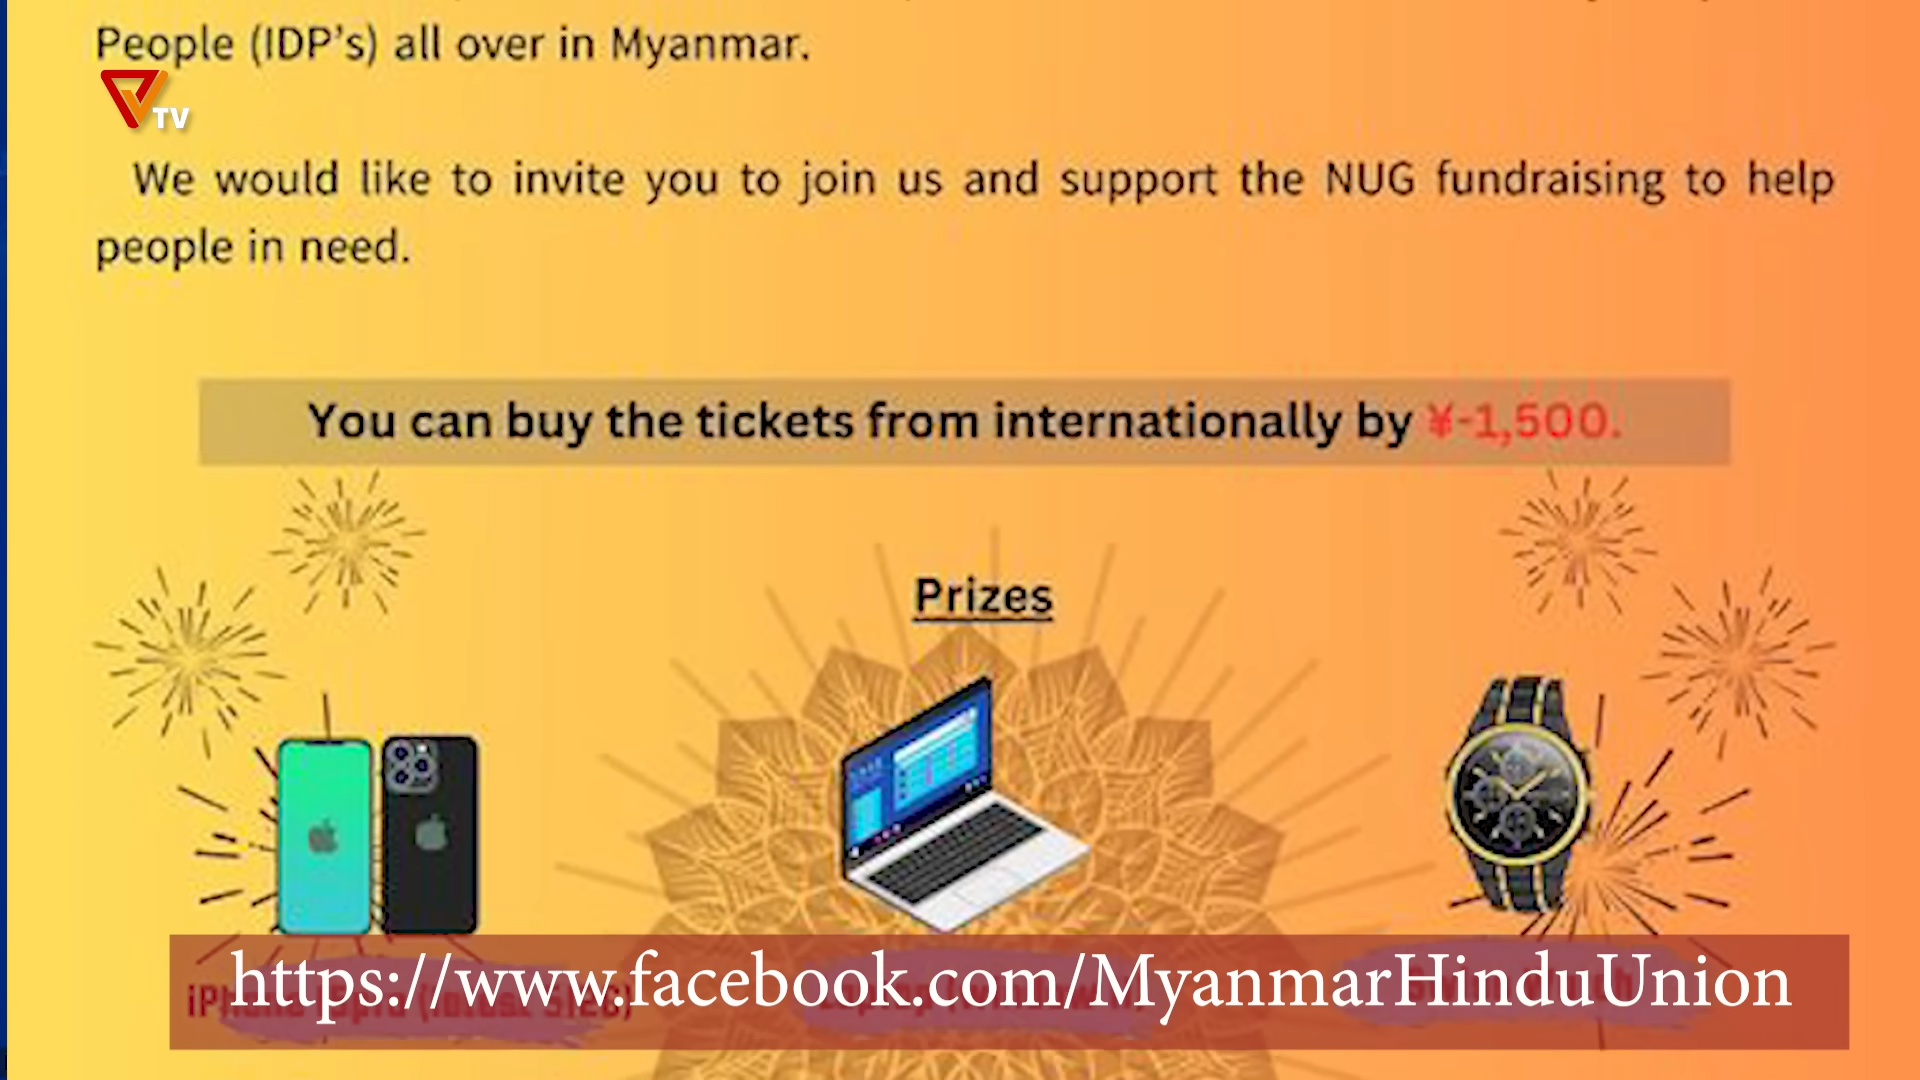 People (IDP's) all over in Myanmar.
TV
We would like to invite you to join us and support the NUG fundraising to help
people in need.
You can buy the tickets from internationally by ¥-1,500.
Prizes
https://www.facebook.com/MyanmarHinduUnion